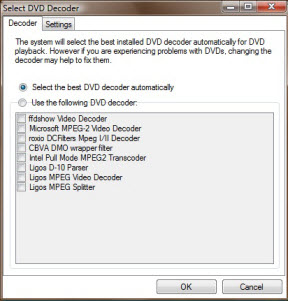 Select DVD Decoder
Decoder
Settings
The system will select the best installed DVD decoder automatically for DVD
playback. However if you are experiencing problems with DVDs, changing the
decoder may help to fix them.
Select the best DVD decoder automatically
Use the following DVD decoder:
ffdshow Video Decoder
Microsoft MPEG-2 Video Decoder
roxio DCFilters Mpeg I/II Decoder
CBVA DMO wrapper filter
Intel Pull Mode MPEG2 Transcoder
Ligos D-10 Parser
Ligos MPEG Video Decoder
Ligos MPEG Splitter
OK
Cancel